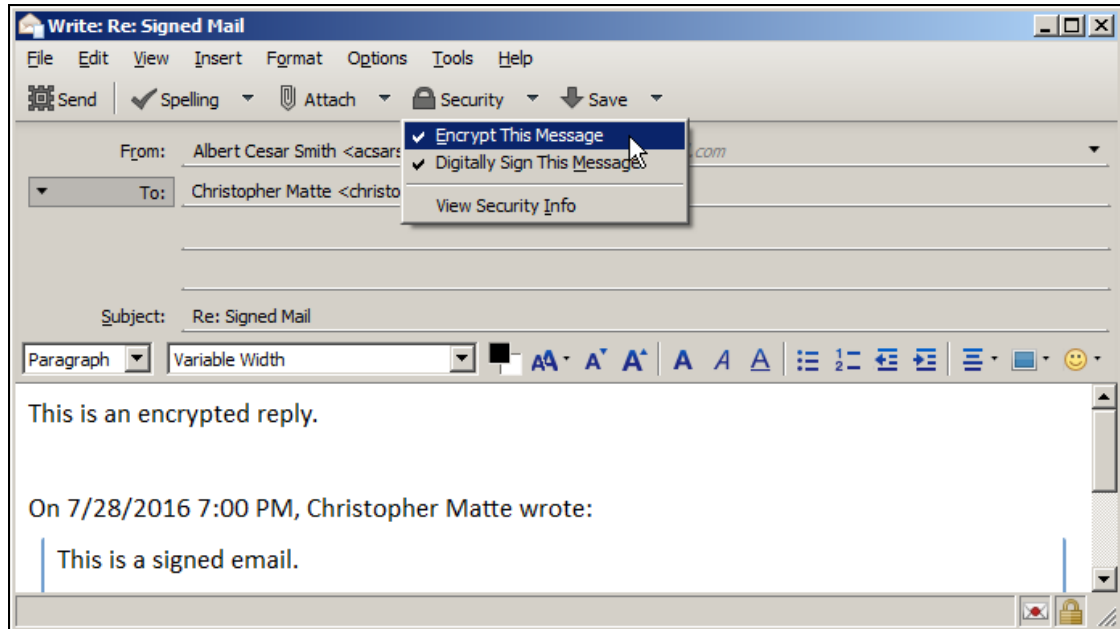 Write: Re: Signed Mail
File Edit View Insert Format Options Tools Help
Send Spelling Attach Security Save
Encrypt This Message
From: Albert Cesar Smith <acsars .com
Digitally Sign This Message
To: Christopher Matte <christo
View Security Info
Subject: Re: Signed Mail
Paragraph Variable Width
This is an encrypted reply.
On 7/28/2016 7:00 PM, Christopher Matte wrote:
This is a signed email.